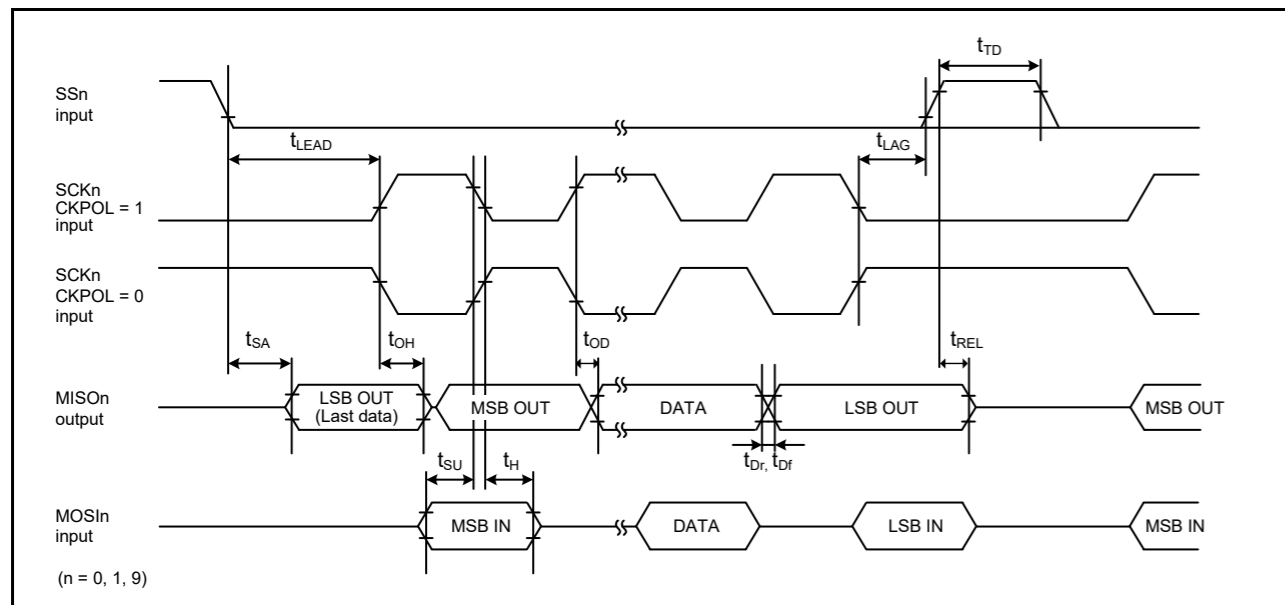 tTD
SSn
input
tLEAD
tLAG
SCKn
CKPOL = 1
input
SCKn
CKPOL = 0
input
tSA
tOH
tOD
tREL
MISOn
output
LSB OUT
(Last data)
MSB OUT
DATA
LSB OUT
MSB OUT
tSU
tH
tDr, tDf
MOSIn
input
MSB IN
DATA
LSB IN
MSB IN
(n = 0, 1, 9)